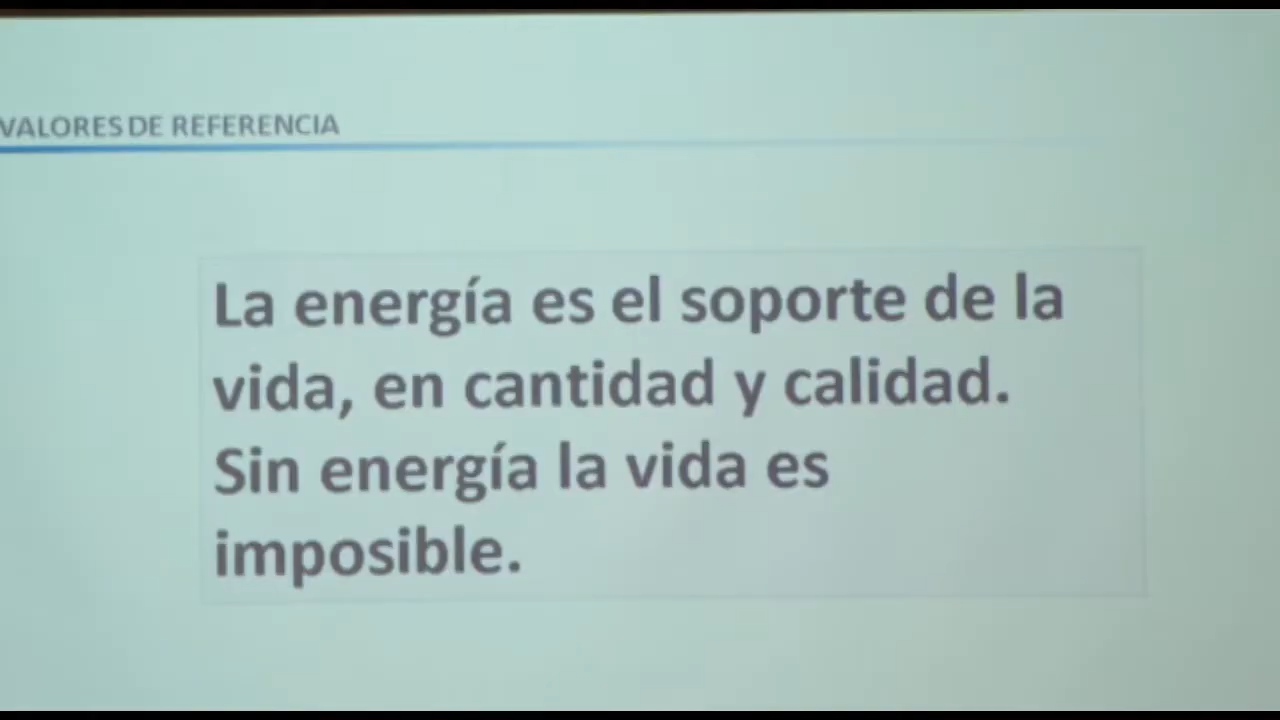 VALORES DE REFERENCIA
La energía es el soporte de la
vida, en cantidad y calidad.
Sin energía la vida es
imposible.